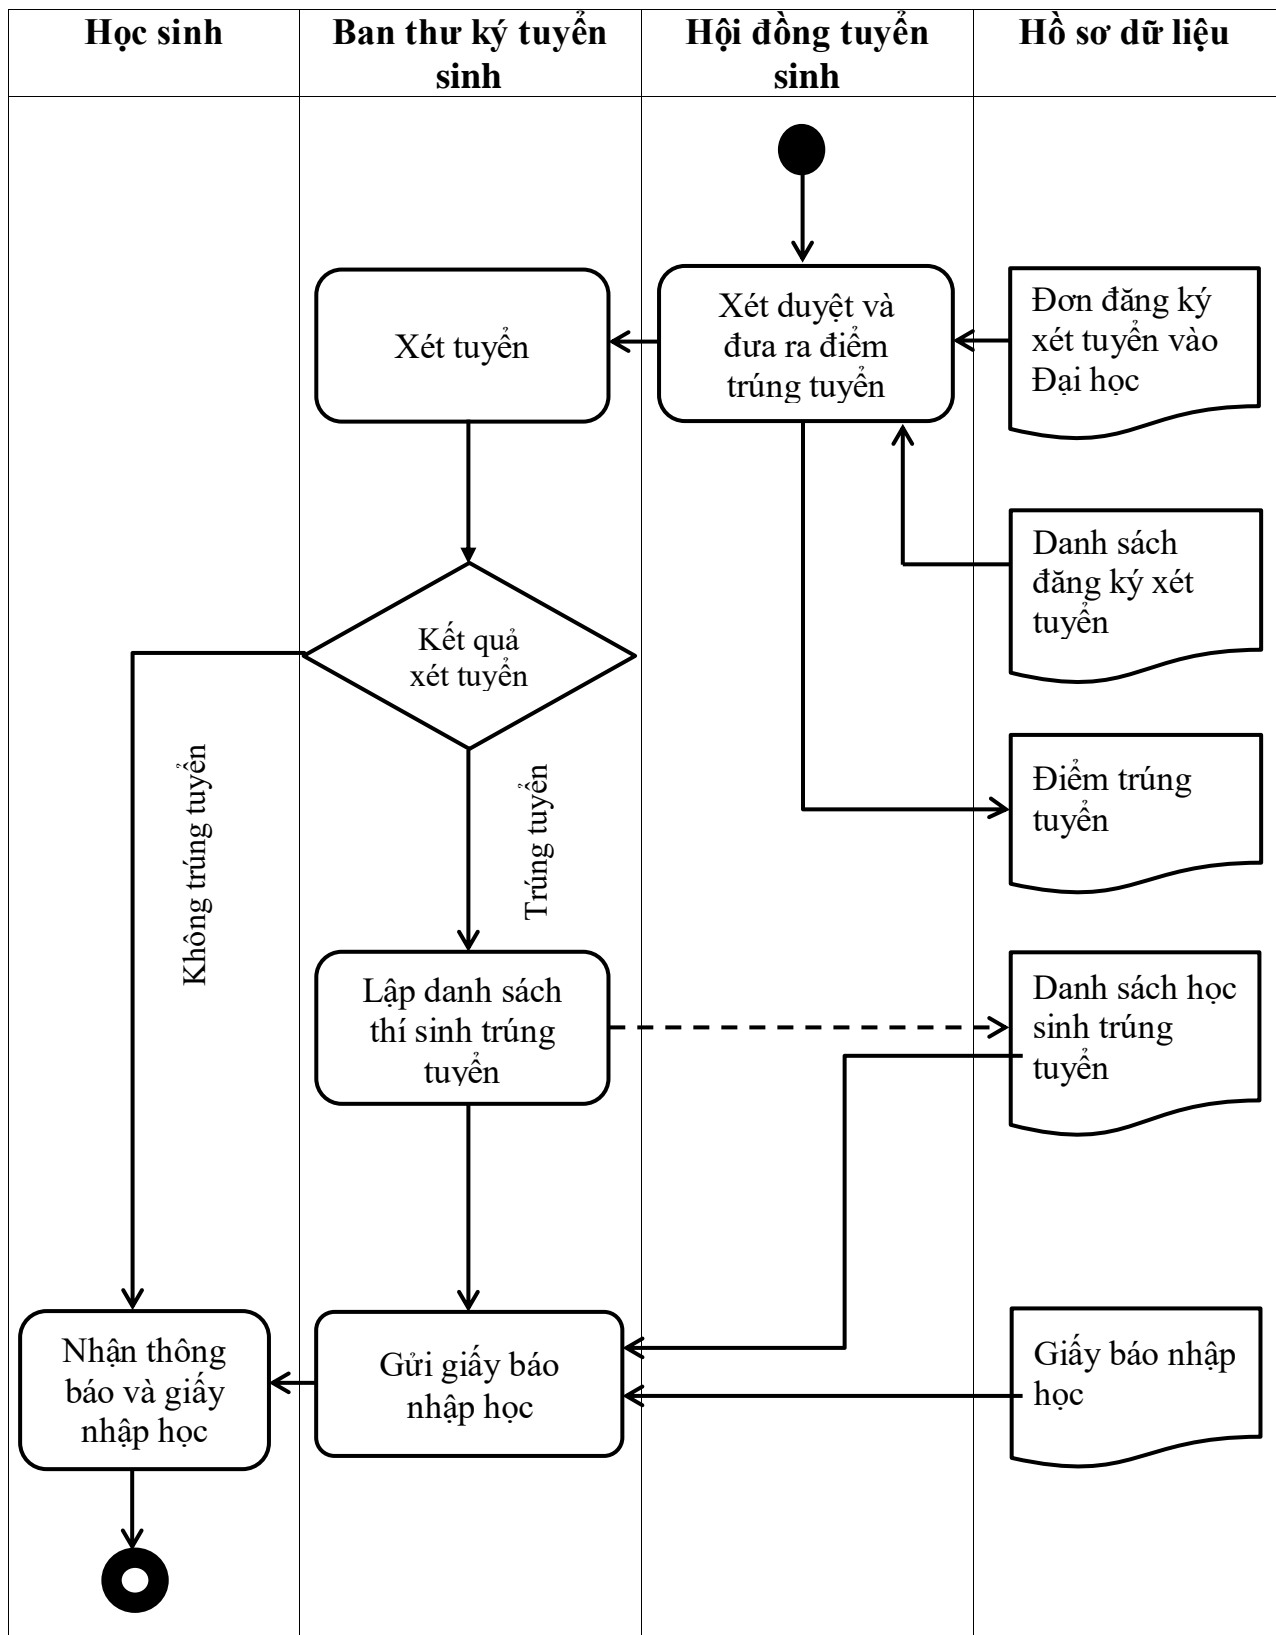 Học sinh
Ban thư ký tuyển
sinh
Hội đồng tuyển
sinh
Hồ sơ dữ liệu
Xét tuyển
Xét duyệt và
đưa ra điểm
trúng tuyển
Đơn đăng ký
xét tuyển vào
Đại học
Danh sách
đăng ký xét
tuyển
Kết quả
xét tuyển
Không trúng tuyển
Trúng tuyển
Điểm trúng
tuyển
Lập danh sách
thí sinh trúng
tuyển
Danh sách học
sinh trúng
tuyển
Nhận thông
báo và giấy
nhập học
Gửi giấy báo
nhập học
Giấy báo nhập
học